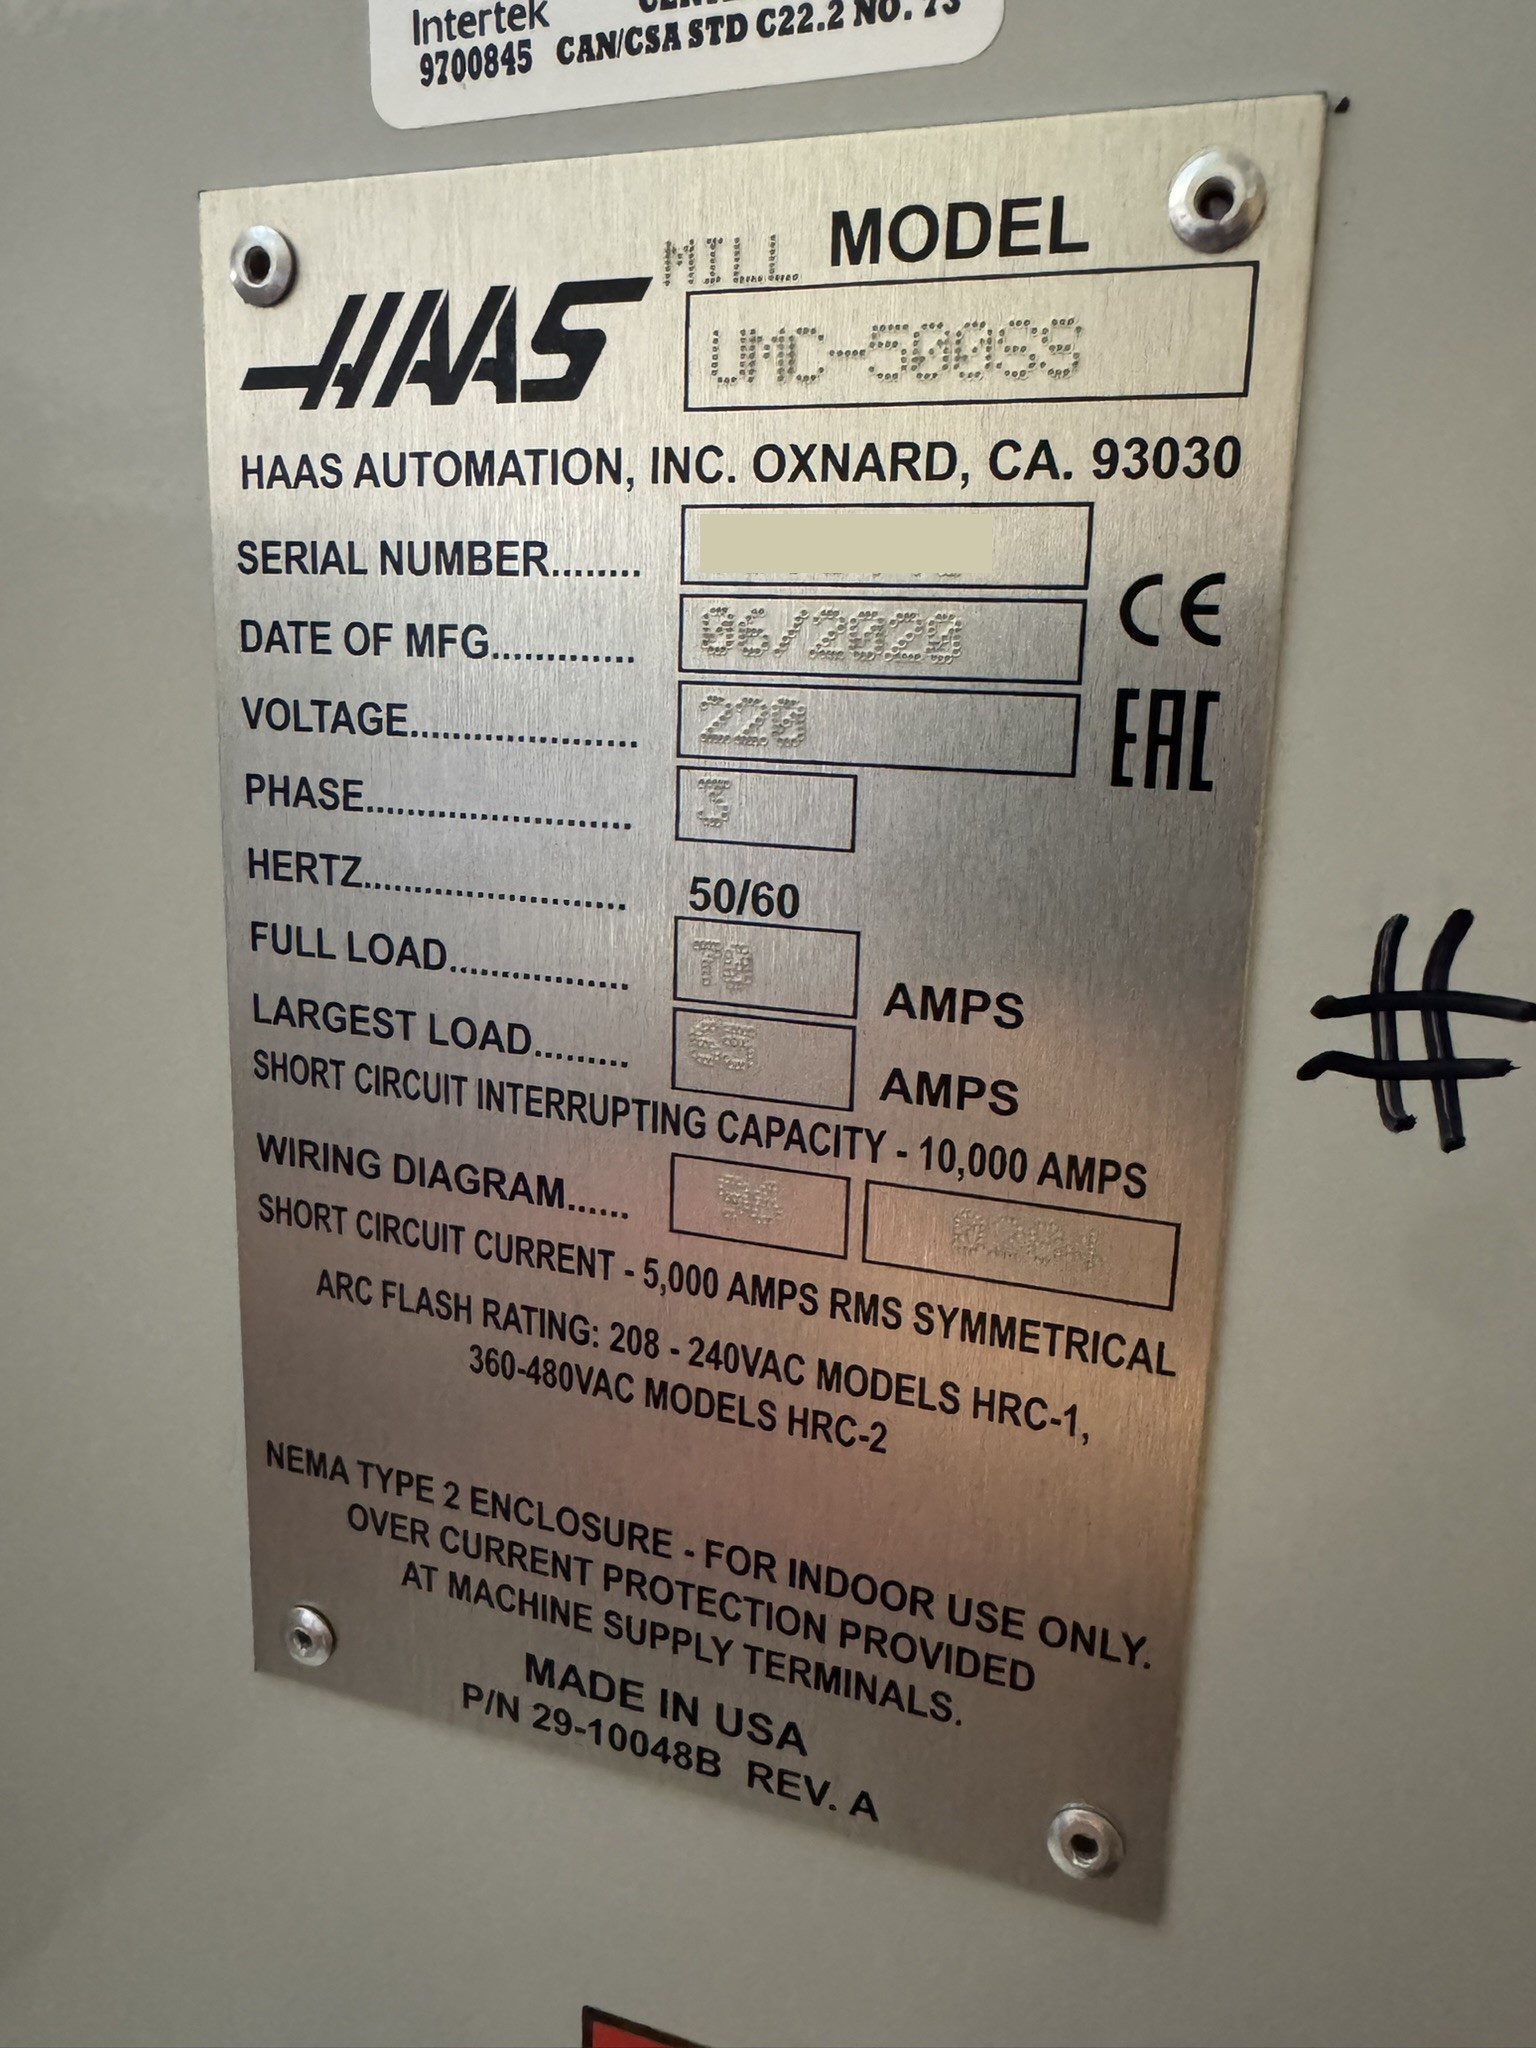 Intertek
9700845 CAN/CSA STD C22.2 NO. 73
MILL MODEL
HAAS UMC-500SS
HAAS AUTOMATION, INC. OXNARD, CA. 93030
SERIAL NUMBER........
DATE OF MFG............. 06/2020
CE
VOLTAGE.................... 220
EAC
PHASE........................ 3
HERTZ........................ 50/60
FULL LOAD................. 70 AMPS
LARGEST LOAD......... 63 AMPS
SHORT CIRCUIT INTERRUPTING CAPACITY - 10,000 AMPS
WIRING DIAGRAM......
SHORT CIRCUIT CURRENT - 5,000 AMPS RMS SYMMETRICAL
ARC FLASH RATING: 208 - 240VAC MODELS HRC-1,
360-480VAC MODELS HRC-2
NEMA TYPE 2 ENCLOSURE - FOR INDOOR USE ONLY.
OVER CURRENT PROTECTION PROVIDED
AT MACHINE SUPPLY TERMINALS.
MADE IN USA
P/N 29-10048B REV. A
#